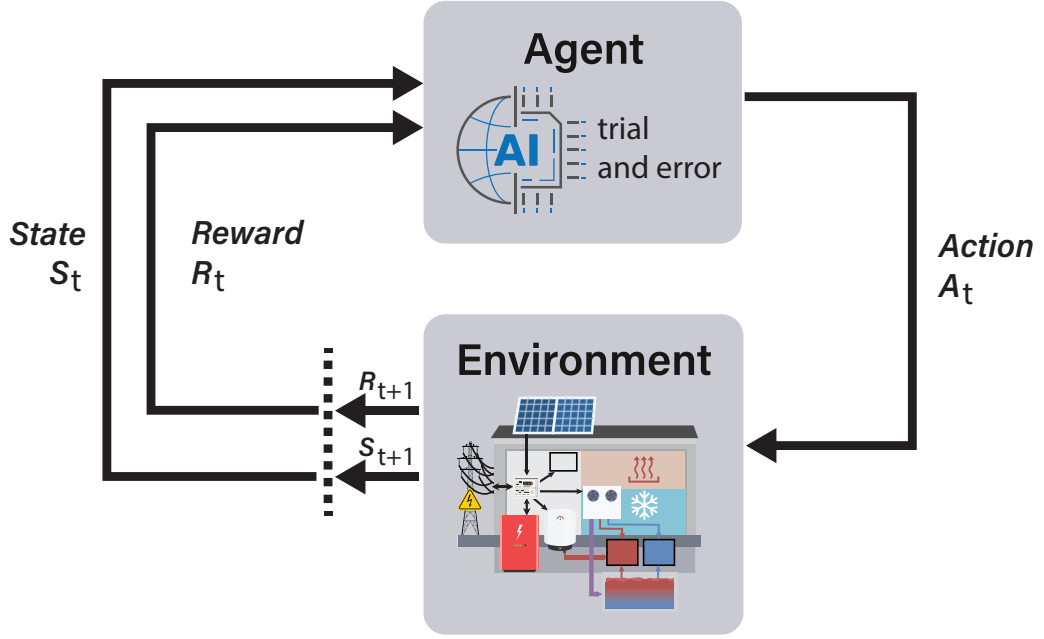 Agent
AI
trial
and error
State
St
Reward
Rt
Action
At
Environment
Rt+1
St+1